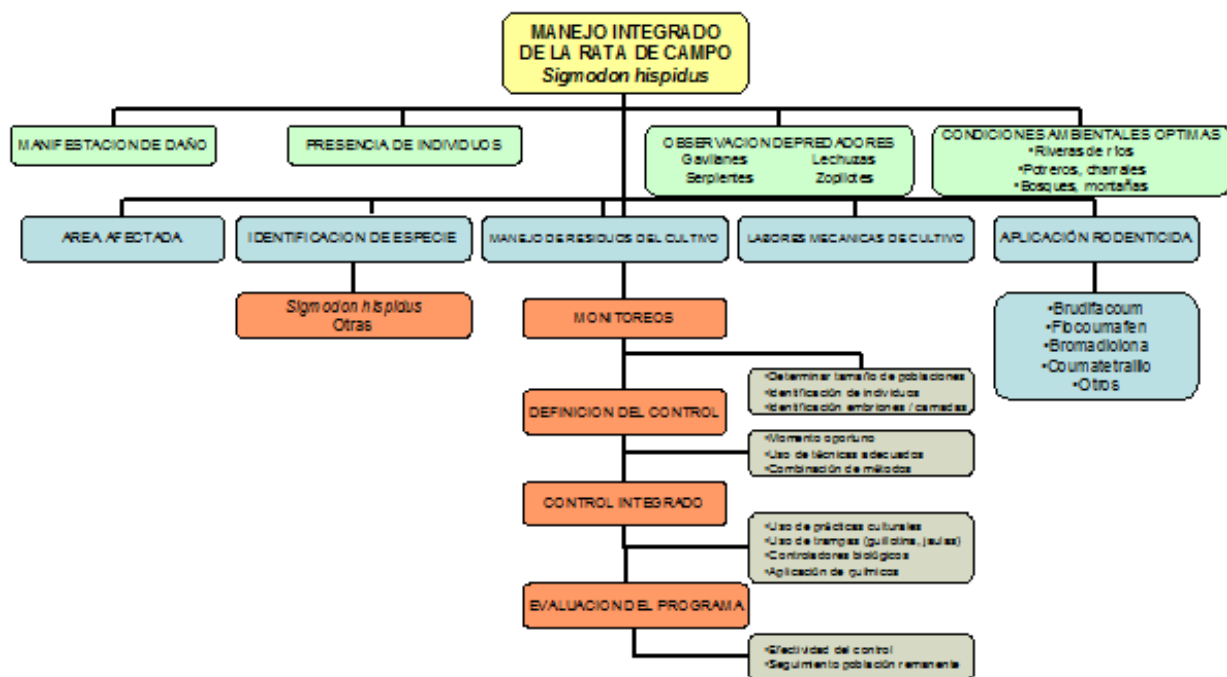 MANEJO INTEGRADO
DE LA RATA DE CAMPO
Sigmodon hispidus
MANIFESTACION DE DAÑO
PRESENCIA DE INDIVIDUOS
OBSERVACION DE PREDADORES
Gavilanes Lechuzas
Serpientes Zopilotes
CONDICIONES AMBIENTALES OPTIMAS
•Riveras de ríos
•Potreros, charrales
•Bosques, montañas
AREA AFECTADA
IDENTIFICACION DE ESPECIE
MANEJO DE RESIDUOS DEL CULTIVO
LABORES MECANICAS DE CULTIVO
APLICACIÓN RODENTICIDA
Sigmodon hispidus
Otras
•Brudifacoum
•Flocoumafen
•Bromadiolona
•Coumatetralilo
•Otros
MONITOREOS
•Determinar tamaño de poblaciones
•Identificación de individuos
•Identificación embriones / camadas
DEFINICION DEL CONTROL
•Momento oportuno
•Uso de técnicas adecuados
•Combinación de métodos
CONTROL INTEGRADO
•Uso de prácticas culturales
•Uso de trampas (guillotina, jaulas)
•Controladores biológicos
•Aplicación de químicos
EVALUACION DEL PROGRAMA
•Efectividad del control
•Seguimiento población remanente